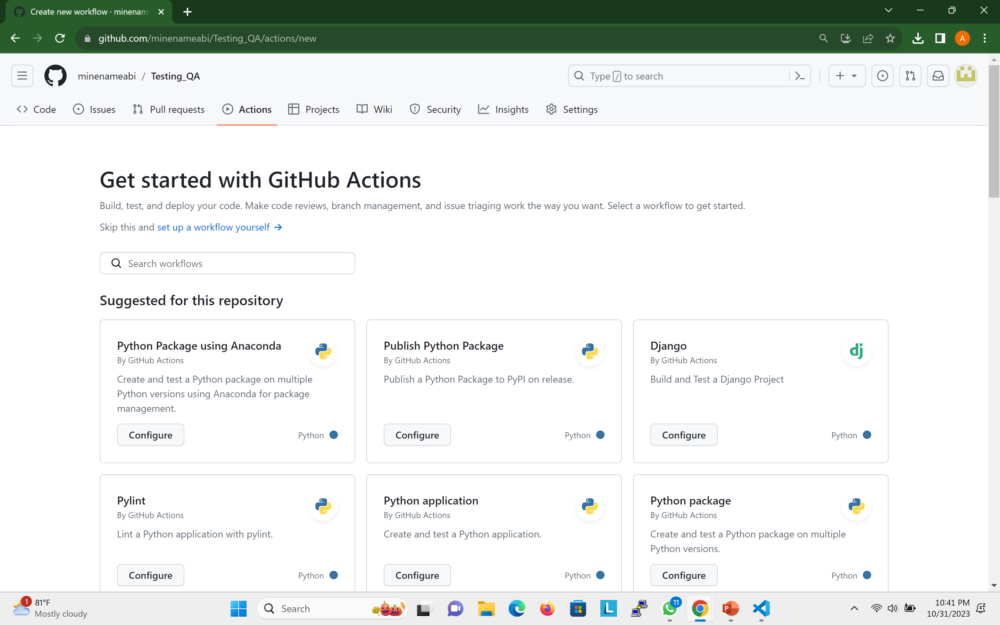 Create new workflow · minenam
github.com/minenameabi/Testing_QA/actions/new
A
minenameabi / Testing_QA
Type / to search
Code
Issues
Pull requests
Actions
Projects
Wiki
Security
Insights
Settings
Get started with GitHub Actions
Build, test, and deploy your code. Make code reviews, branch management, and issue triaging work the way you want. Select a workflow to get started.
Skip this and set up a workflow yourself →
Search workflows
Suggested for this repository
Python Package using Anaconda
By GitHub Actions
Create and test a Python package on multiple
Python versions using Anaconda for package
management.
Configure
Python
Publish Python Package
By GitHub Actions
Publish a Python Package to PyPI on release.
Configure
Python
Django
By GitHub Actions
dj
Build and Test a Django Project
Configure
Python
Pylint
By GitHub Actions
Lint a Python application with pylint.
Configure
Python
Python application
By GitHub Actions
Create and test a Python application.
Configure
Python
Python package
By GitHub Actions
Create and test a Python package on multiple
Python versions.
Configure
Python
1
81°F
Mostly cloudy
Search
L
11
P
10:41 PM
10/31/2023